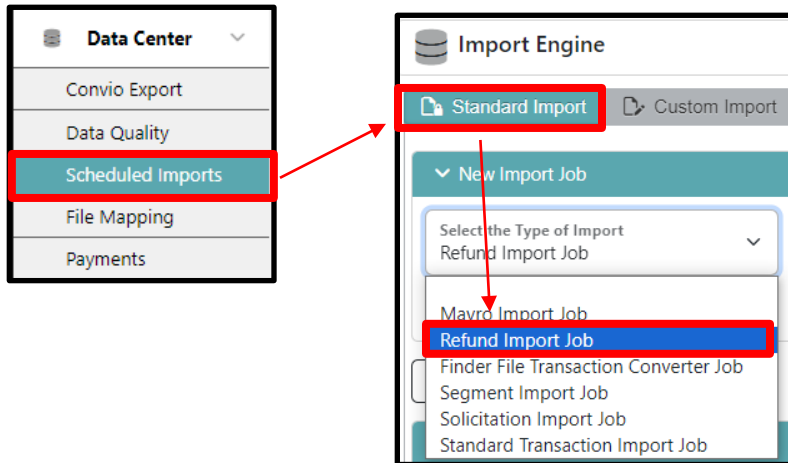 Data Center
Convio Export
Data Quality
Scheduled Imports
File Mapping
Payments
Import Engine
Standard Import
Custom Import
New Import Job
Select the Type of Import
Refund Import Job
Mavro Import Job
Refund Import Job
Finder File Transaction Converter Job
Segment Import Job
Solicitation Import Job
Standard Transaction Import Job